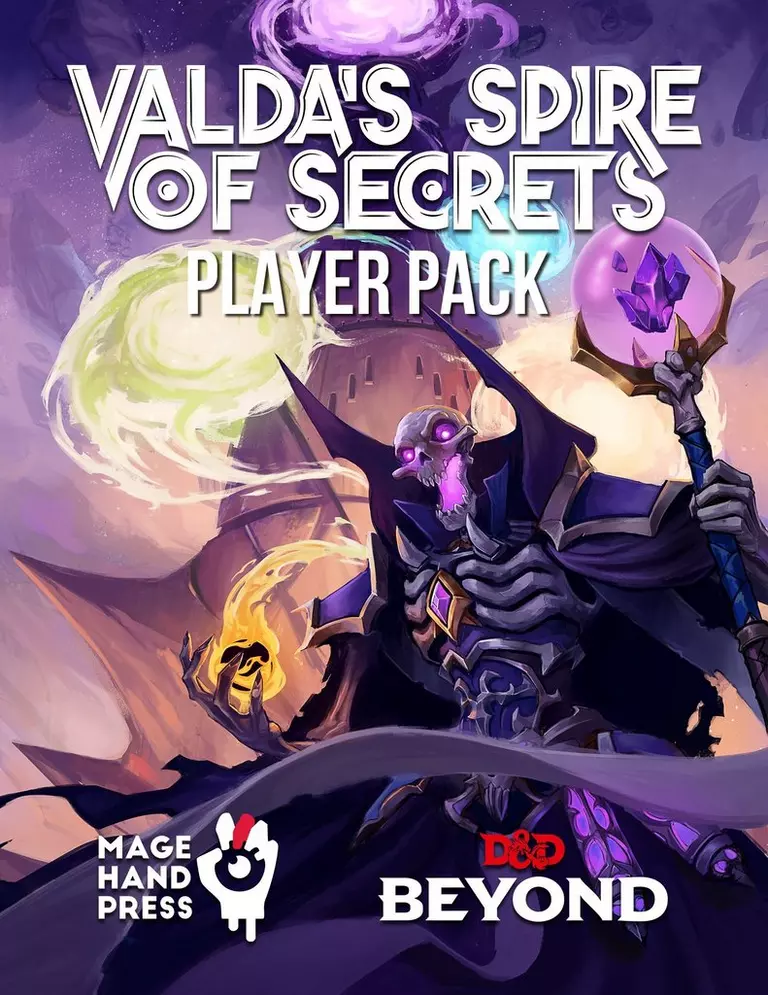 VALDA'S SPIRE
OF SECRETS
PLAYER PACK
MAGE
HAND
PRESS
D&D
BEYOND